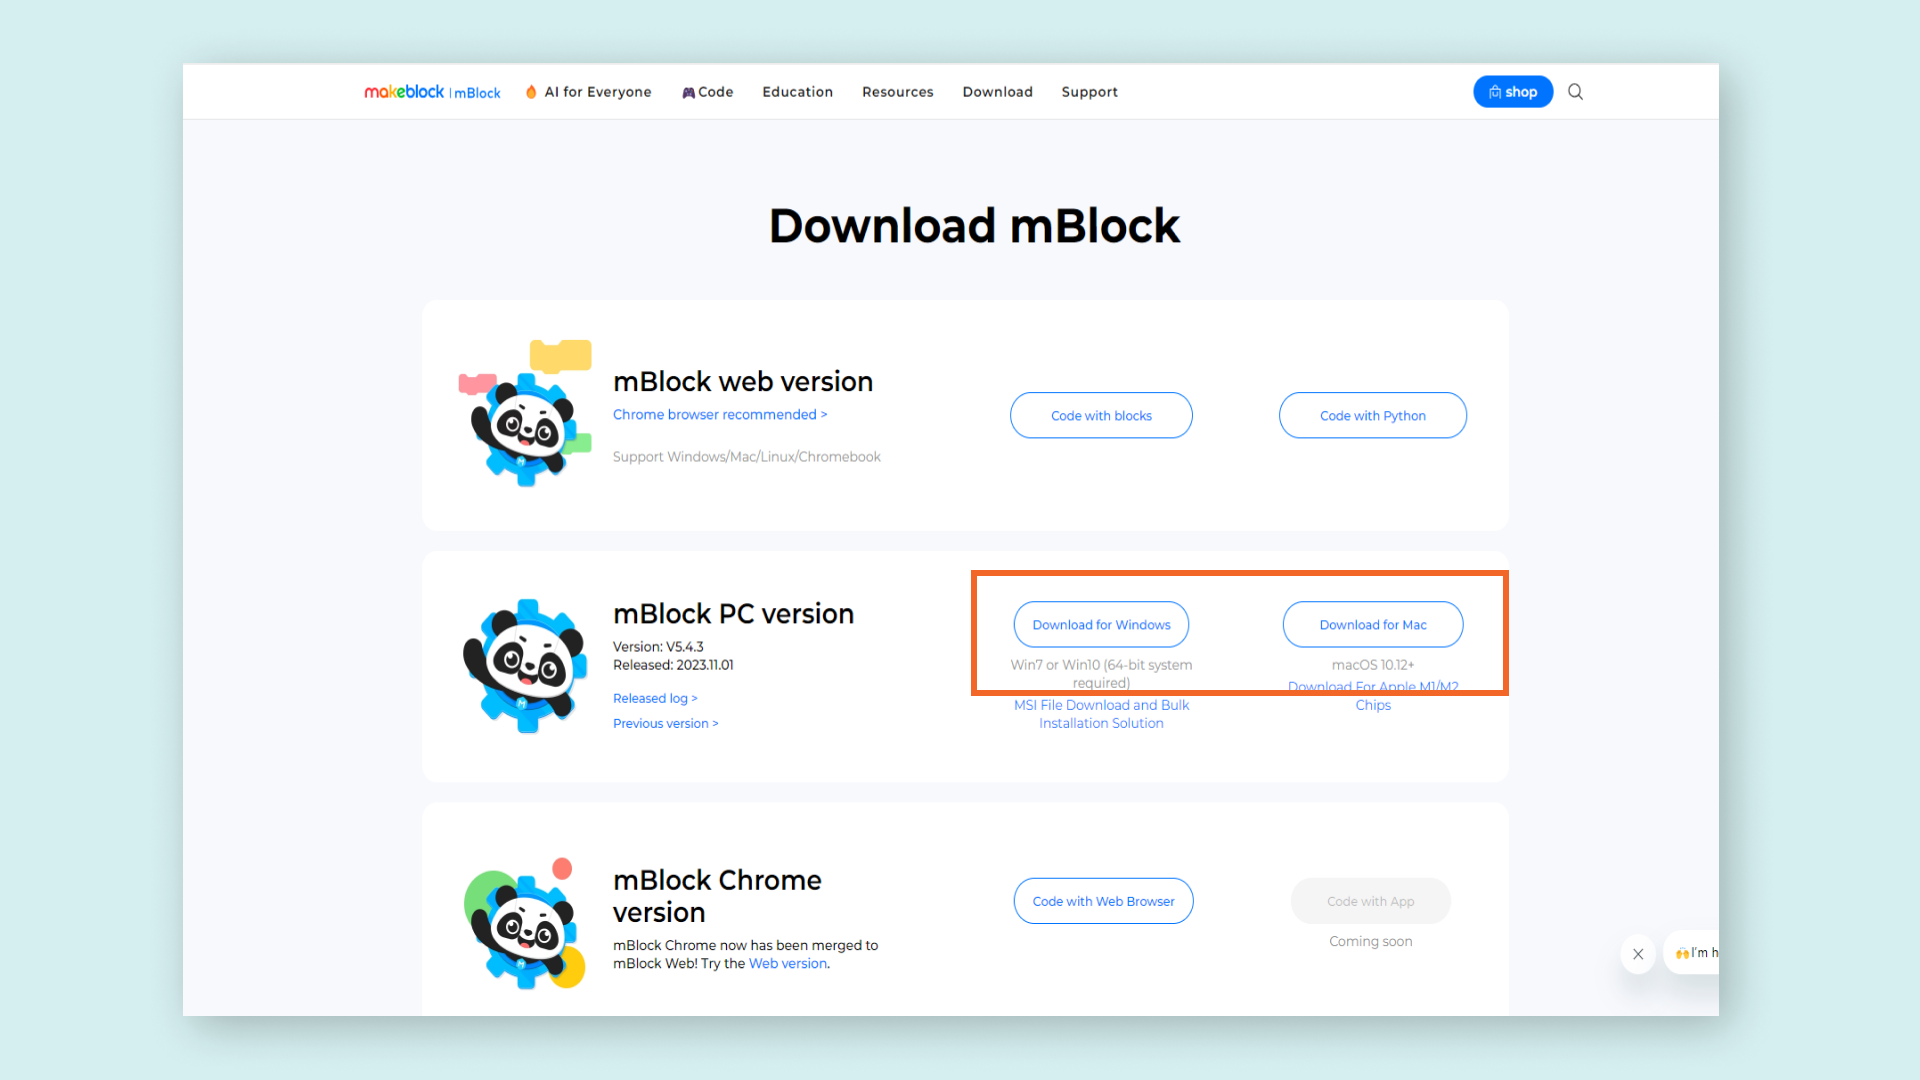 makeblock | mBlock
AI for Everyone
Code
Education
Resources
Download
Support
shop
Download mBlock
mBlock web version
Chrome browser recommended >
Support Windows/Mac/Linux/Chromebook
Code with blocks
Code with Python
mBlock PC version
Version: V5.4.3
Released: 2023.11.01
Released log >
Previous version >
Download for Windows
Win7 or Win10 (64-bit system
required)
MSI File Download and Bulk
Installation Solution
Download for Mac
macOS 10.12+
Download For Apple M1/M2
Chips
mBlock Chrome
version
mBlock Chrome now has been merged to
mBlock Web! Try the Web version.
Code with Web Browser
Code with App
Coming soon
I'm h